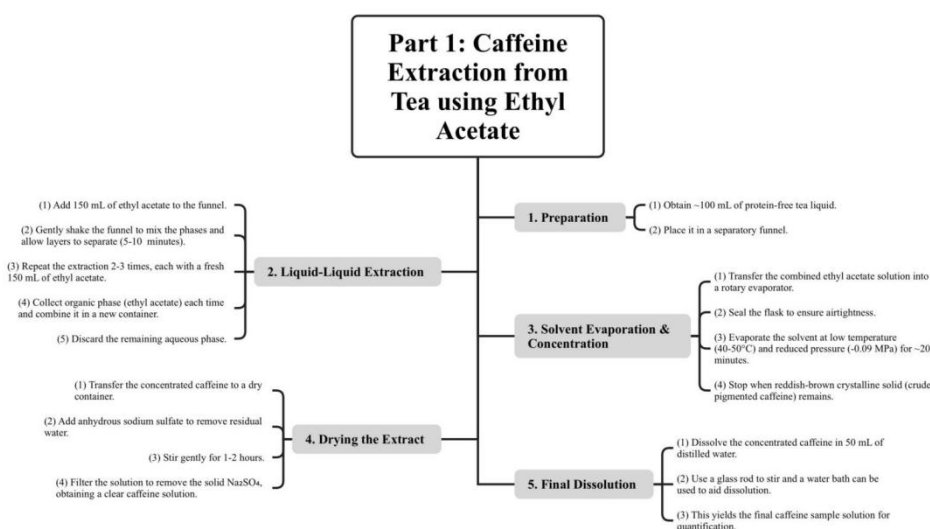 Part 1: Caffeine
Extraction from
Tea using Ethyl
Acetate
1. Preparation
(1) Obtain ~100 mL of protein-free tea liquid.
(2) Place it in a separatory funnel.
2. Liquid-Liquid Extraction
(1) Add 150 mL of ethyl acetate to the funnel.
(2) Gently shake the funnel to mix the phases and
allow layers to separate (5-10 minutes).
(3) Repeat the extraction 2-3 times, each with a fresh
150 mL of ethyl acetate.
(4) Collect organic phase (ethyl acetate) each time
and combine it in a new container.
(5) Discard the remaining aqueous phase.
3. Solvent Evaporation &
Concentration
(1) Transfer the combined ethyl acetate solution into
a rotary evaporator.
(2) Seal the flask to ensure airtightness.
(3) Evaporate the solvent at low temperature
(40-50°C) and reduced pressure (-0.09 MPa) for ~20
minutes.
(4) Stop when reddish-brown crystalline solid (crude
pigmented caffeine) remains.
4. Drying the Extract
(1) Transfer the concentrated caffeine to a dry
container.
(2) Add anhydrous sodium sulfate to remove residual
water.
(3) Stir gently for 1-2 hours.
(4) Filter the solution to remove the solid Na₂SO₄,
obtaining a clear caffeine solution.
5. Final Dissolution
(1) Dissolve the concentrated caffeine in 50 mL of
distilled water.
(2) Use a glass rod to stir and a water bath can be
used to aid dissolution.
(3) This yields the final caffeine sample solution for
quantification.